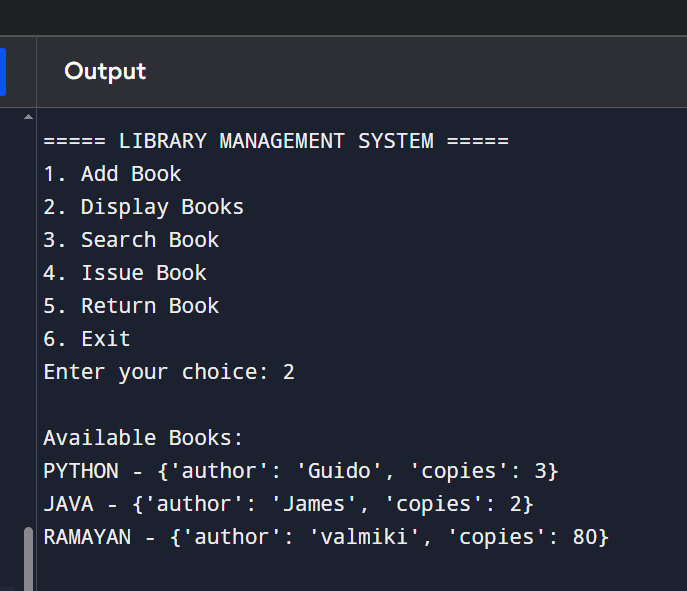 Output
===== LIBRARY MANAGEMENT SYSTEM =====
1. Add Book
2. Display Books
3. Search Book
4. Issue Book
5. Return Book
6. Exit
Enter your choice: 2
Available Books:
PYTHON - {'author': 'Guido', 'copies': 3}
JAVA - {'author': 'James', 'copies': 2}
RAMAYAN - {'author': 'valmiki', 'copies': 80}